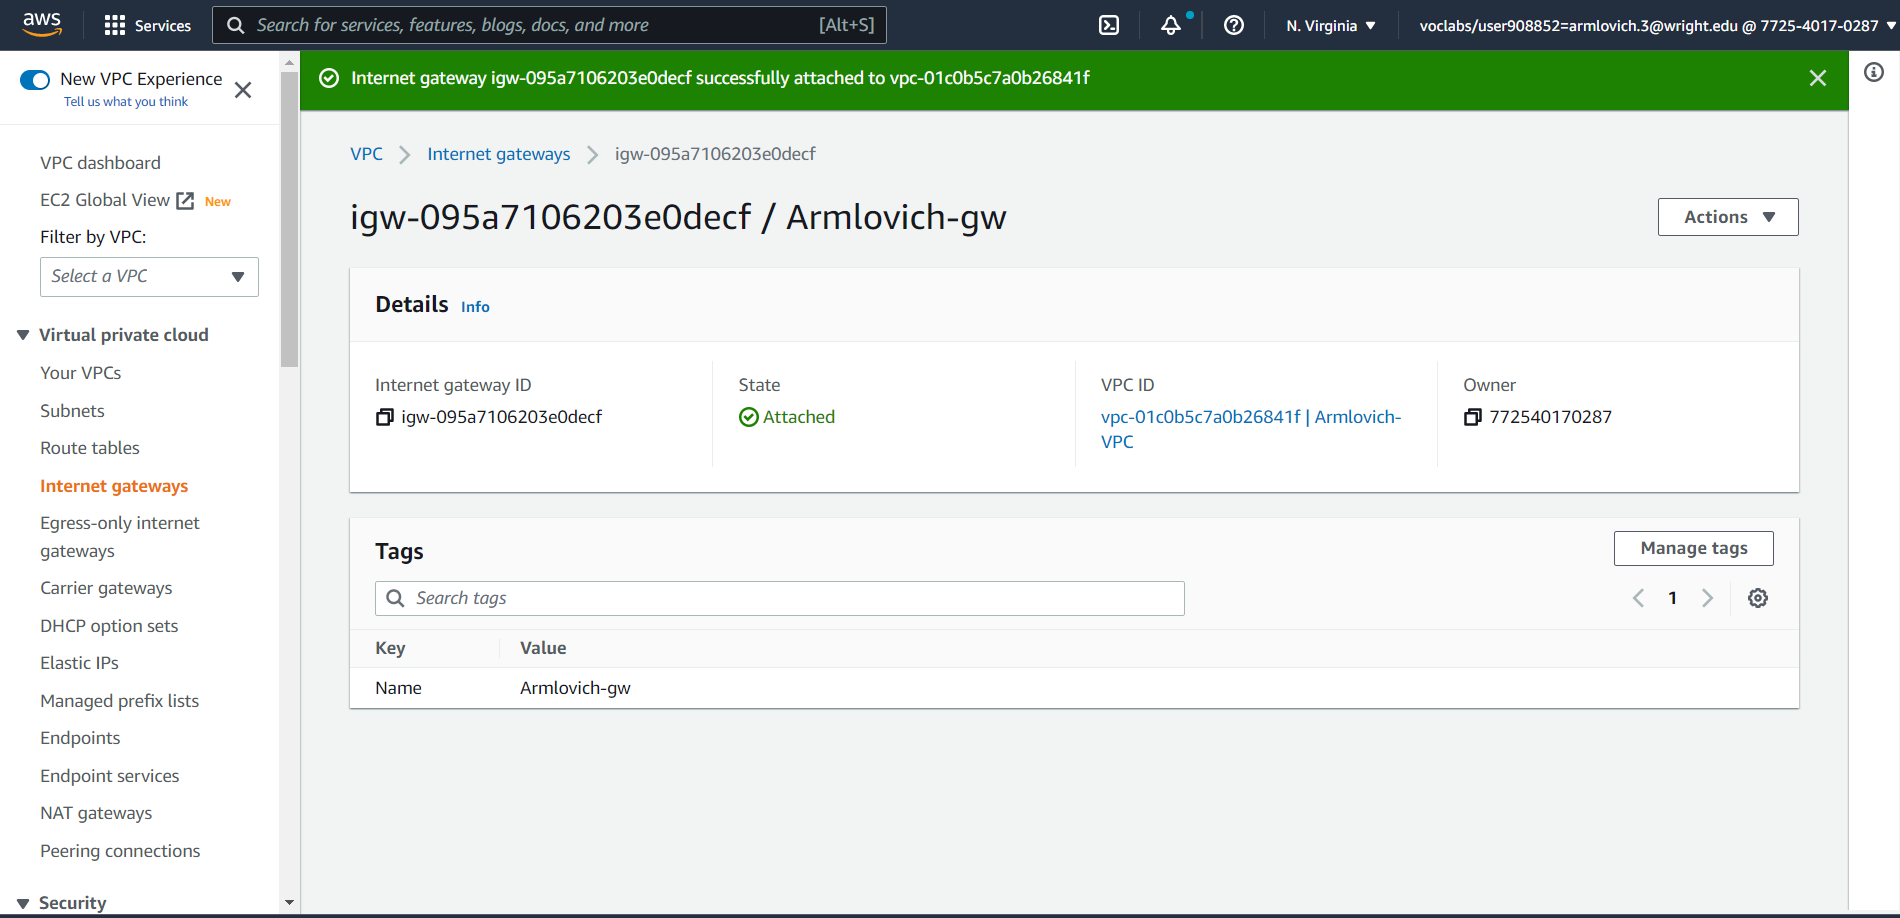 aws
Services
Search for services, features, blogs, docs, and more [Alt+S]
N. Virginia
voclabs/user908852=armlovich.3@wright.edu @ 7725-4017-0287
New VPC Experience
Tell us what you think
VPC dashboard
EC2 Global View New
Filter by VPC:
Select a VPC
Virtual private cloud
Your VPCs
Subnets
Route tables
Internet gateways
Egress-only internet
gateways
Carrier gateways
DHCP option sets
Elastic IPs
Managed prefix lists
Endpoints
Endpoint services
NAT gateways
Peering connections
Security
Internet gateway igw-095a7106203e0decf successfully attached to vpc-01c0b5c7a0b26841f
VPC > Internet gateways > igw-095a7106203e0decf
igw-095a7106203e0decf / Armlovich-gw
Actions
Details Info
Internet gateway ID
igw-095a7106203e0decf
State
Attached
VPC ID
vpc-01c0b5c7a0b26841f | Armlovich-
VPC
Owner
772540170287
Tags
Manage tags
Search tags
1
Key Value
Name Armlovich-gw